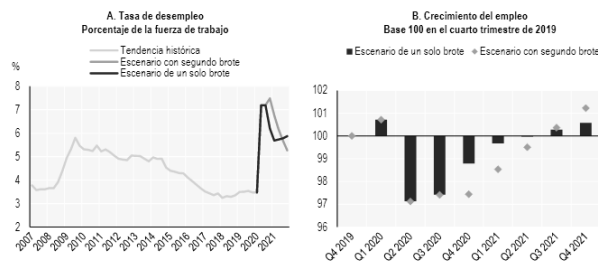 A. Tasa de desempleo
Porcentaje de la fuerza de trabajo
Tendencia histórica
Escenario con segundo brote
Escenario de un solo brote
%
8
7
6
5
4
3
2
2007
2008
2009
2010
2011
2012
2013
2014
2015
2016
2017
2018
2019
2020
2021
B. Crecimiento del empleo
Base 100 en el cuarto trimestre de 2019
Escenario de un solo brote
Escenario con segundo brote
102
101
100
99
98
97
96
Q4 2019
Q1 2020
Q2 2020
Q3 2020
Q4 2020
Q1 2021
Q2 2021
Q3 2021
Q4 2021